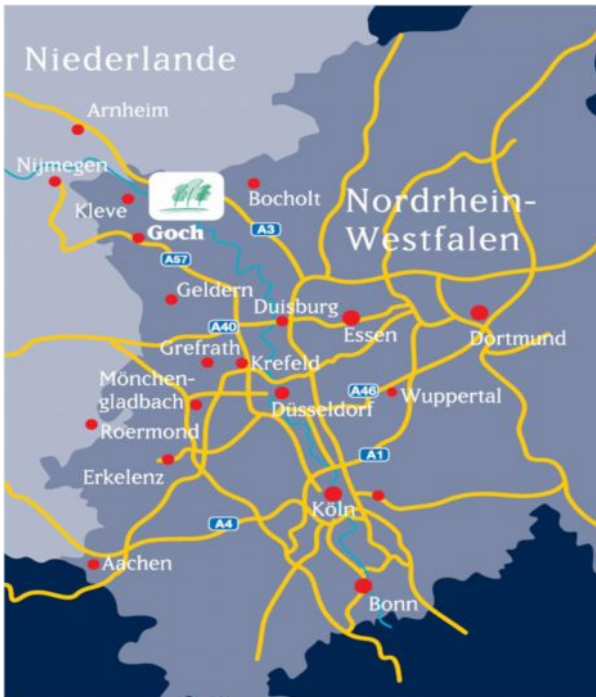 Niederlande
Arnheim
Nijmegen
Kleve
Bocholt
Nordrhein-
Westfalen
Goch
A3
A57
Geldern
Duisburg
A40
Essen
Dortmund
Grefrath
Krefeld
Mönchen-
gladbach
A46
Wuppertal
Düsseldorf
Roermond
A1
Erkelenz
Köln
A4
Aachen
Bonn